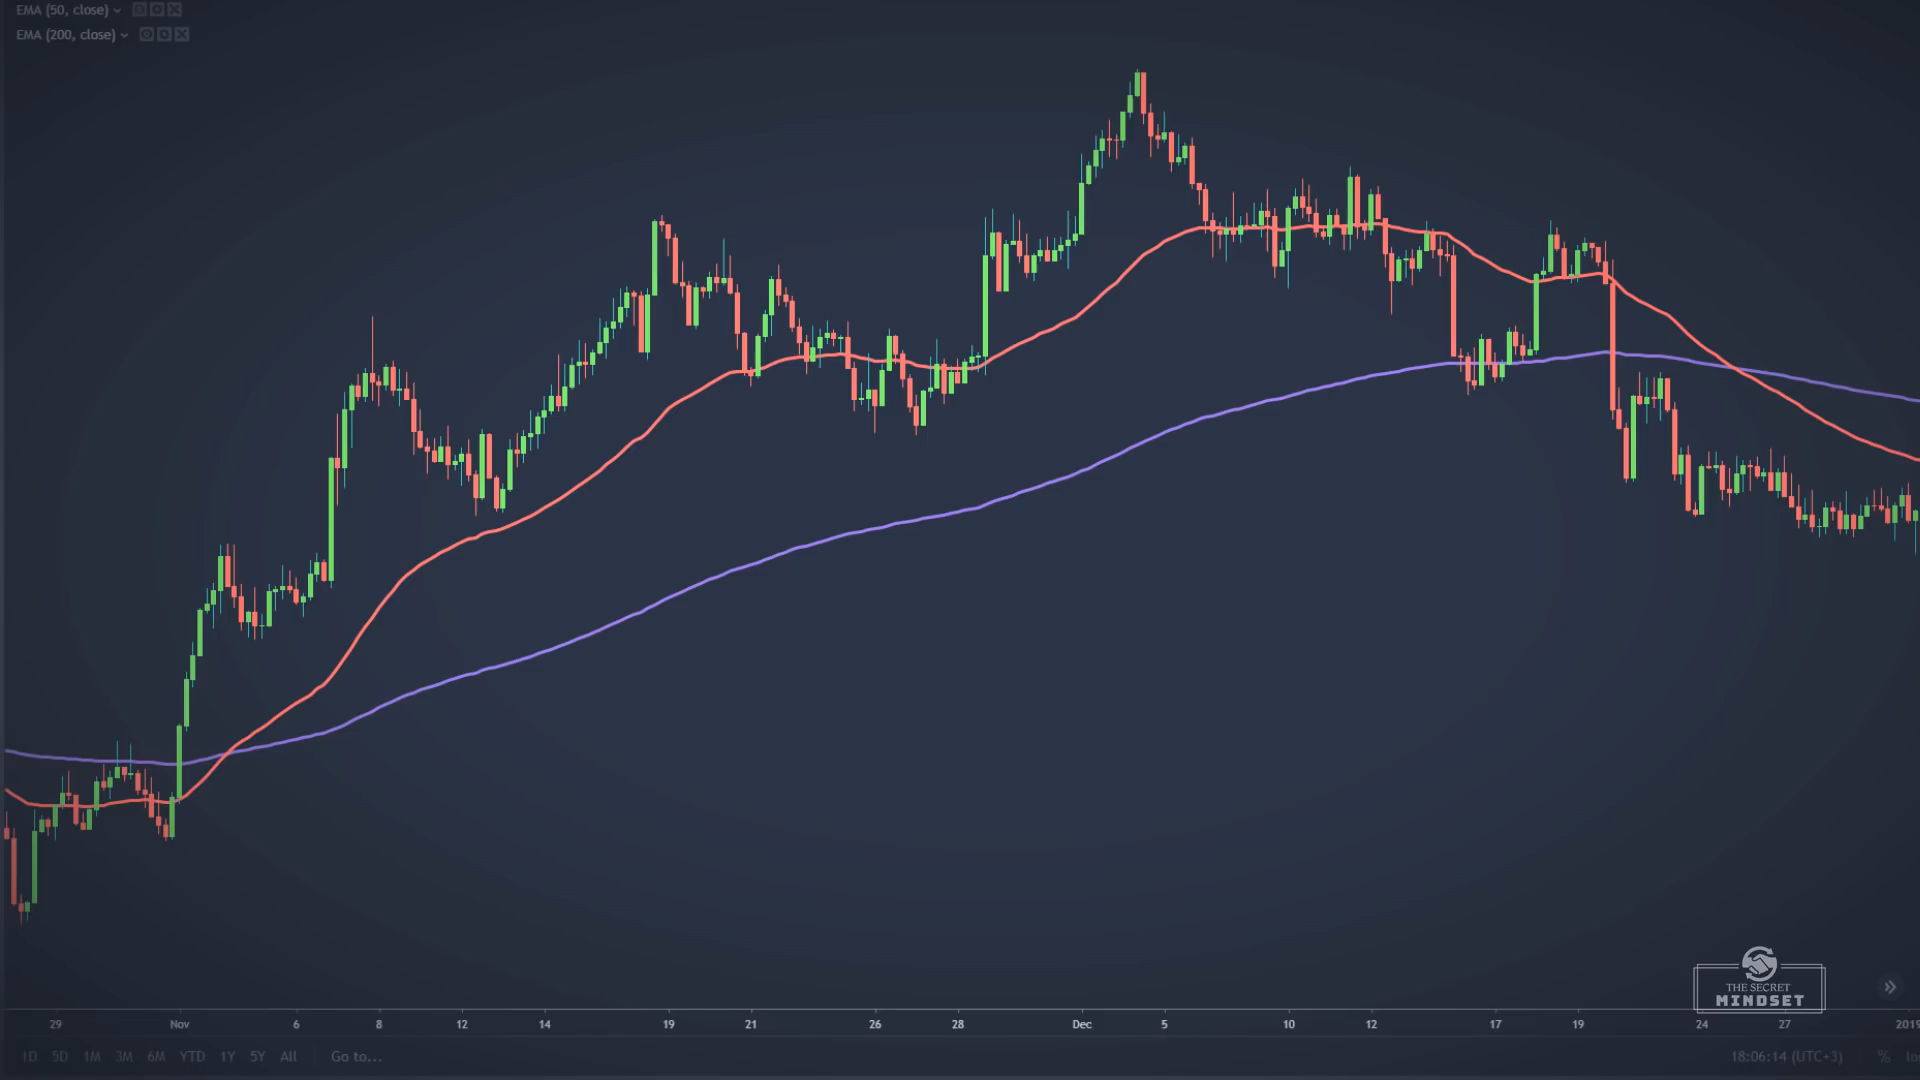 EMA (50, close)
EMA (200, close)
THE SECRET
MINDSET
29 Nov 6 8 12 14 19 21 26 28 Dec 5 10 12 17 19 24 27 2019
1D 5D 1M 3M 6M YTD 1Y 5Y All Go to... 18:06:14 (UTC+3) %